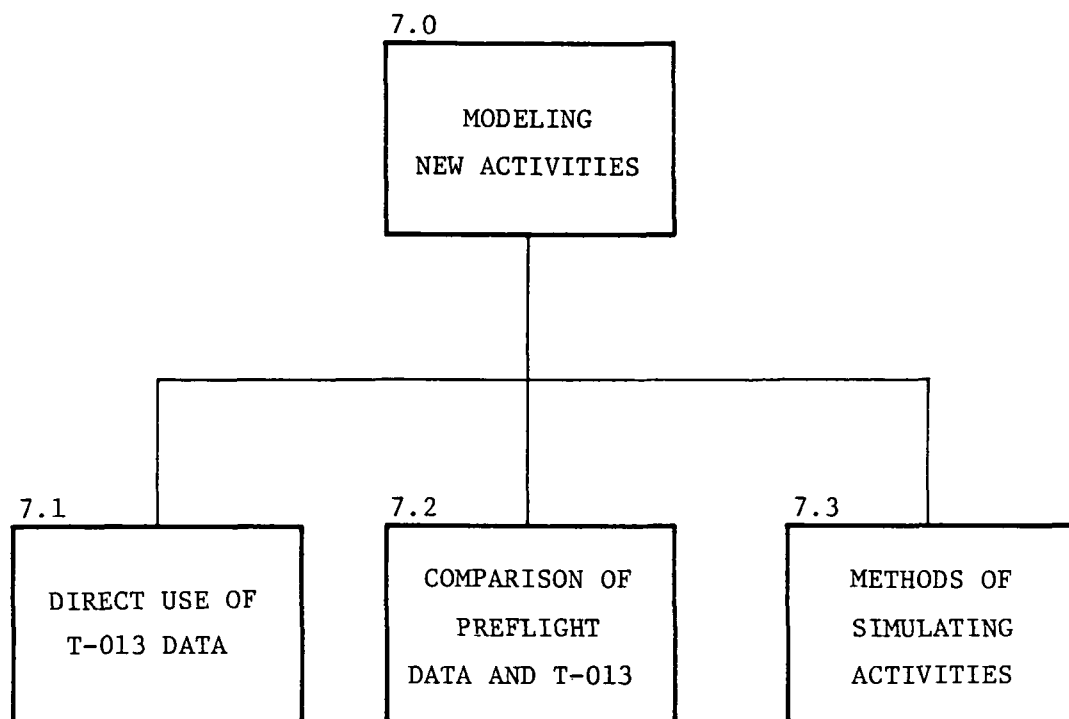 7.0
MODELING
NEW ACTIVITIES
7.1
DIRECT USE OF
T-013 DATA
7.2
COMPARISON OF
PREFLIGHT
DATA AND T-013
7.3
METHODS OF
SIMULATING
ACTIVITIES